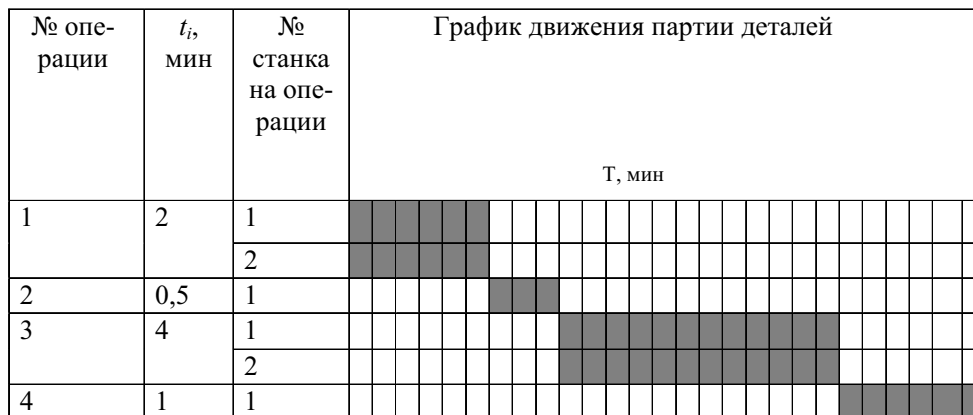 № опе-
рации
tᵢ,
мин
№
станка
на опе-
рации
График движения партии деталей
Т, мин
1 2 1
2
2 0,5 1
3 4 1
2
4 1 1